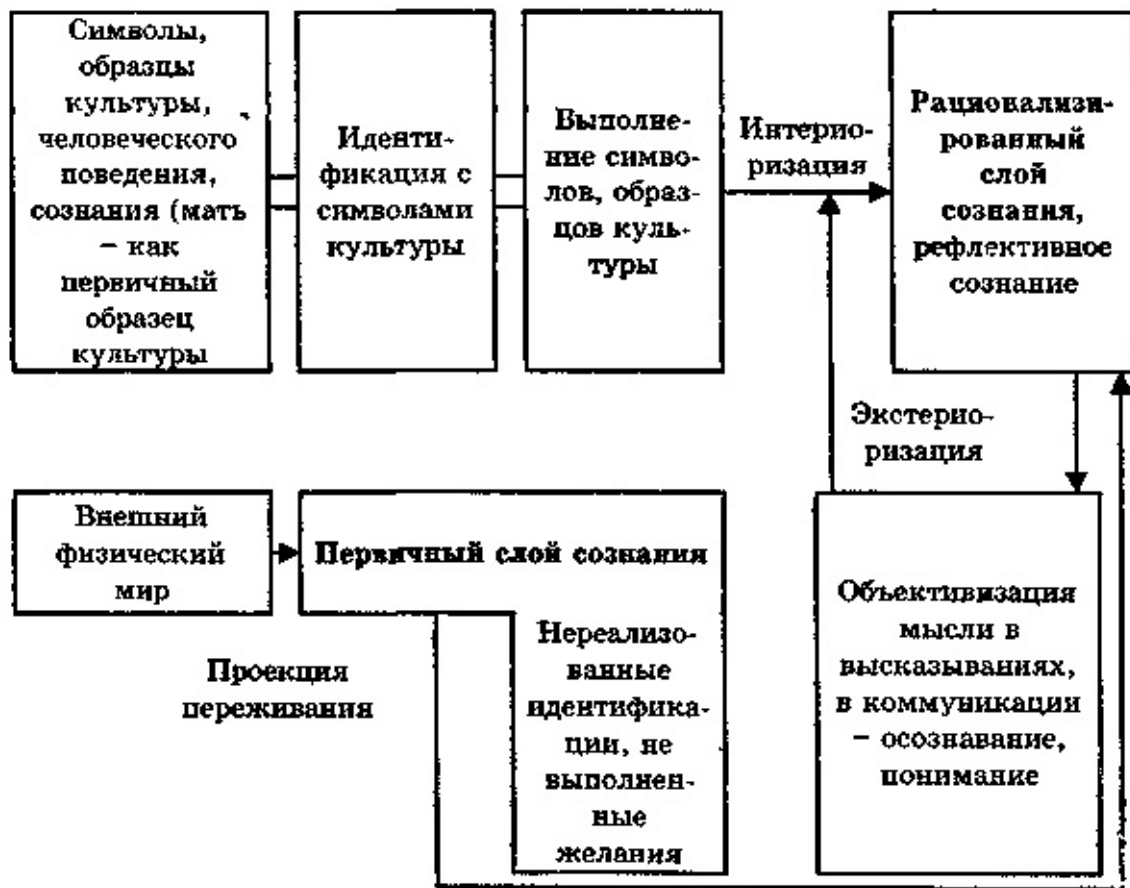 Символы,
образцы
культуры,
человеческого
поведения,
сознания (мать
– как
первичный
образец
культуры
Иденти-
фикация с
символами
культуры
Выполне-
ние симво-
лов, образ-
цов куль-
туры
Интерио-
ризация
Рационализи-
рованный
слой
сознания,
рефлективное
сознание
Экстерио-
ризация
Внешний
физический
мир
Первичный слой сознания
Проекция
переживания
Нереализо-
ванные
идентифика-
ции, не
выполнен-
ные
желания
Объективизация
мысли в
высказываниях,
в коммуникации
– осознавание,
понимание